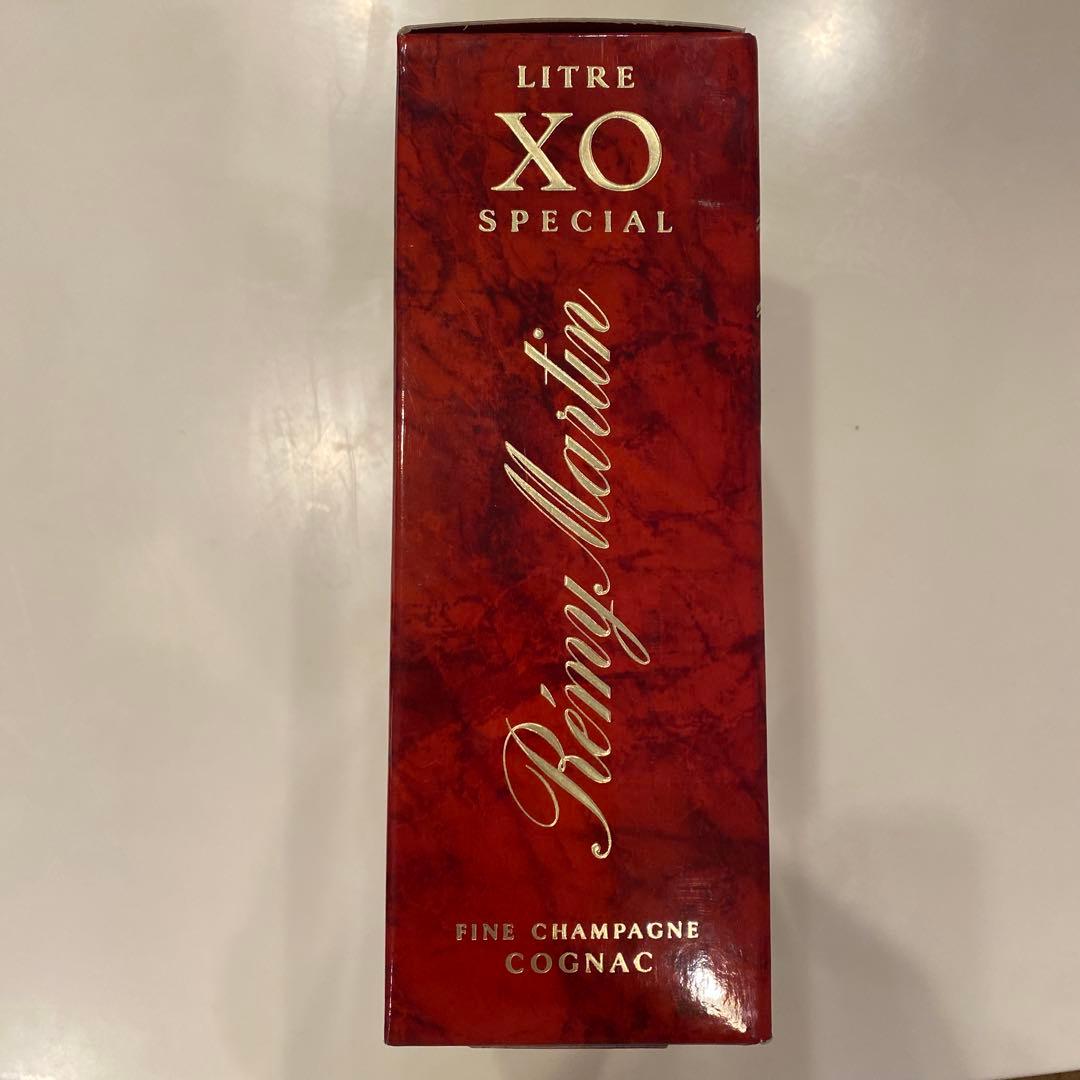 LITRE
XO
SPECIAL
Rémy Martin
FINE CHAMPAGNE
COGNAC